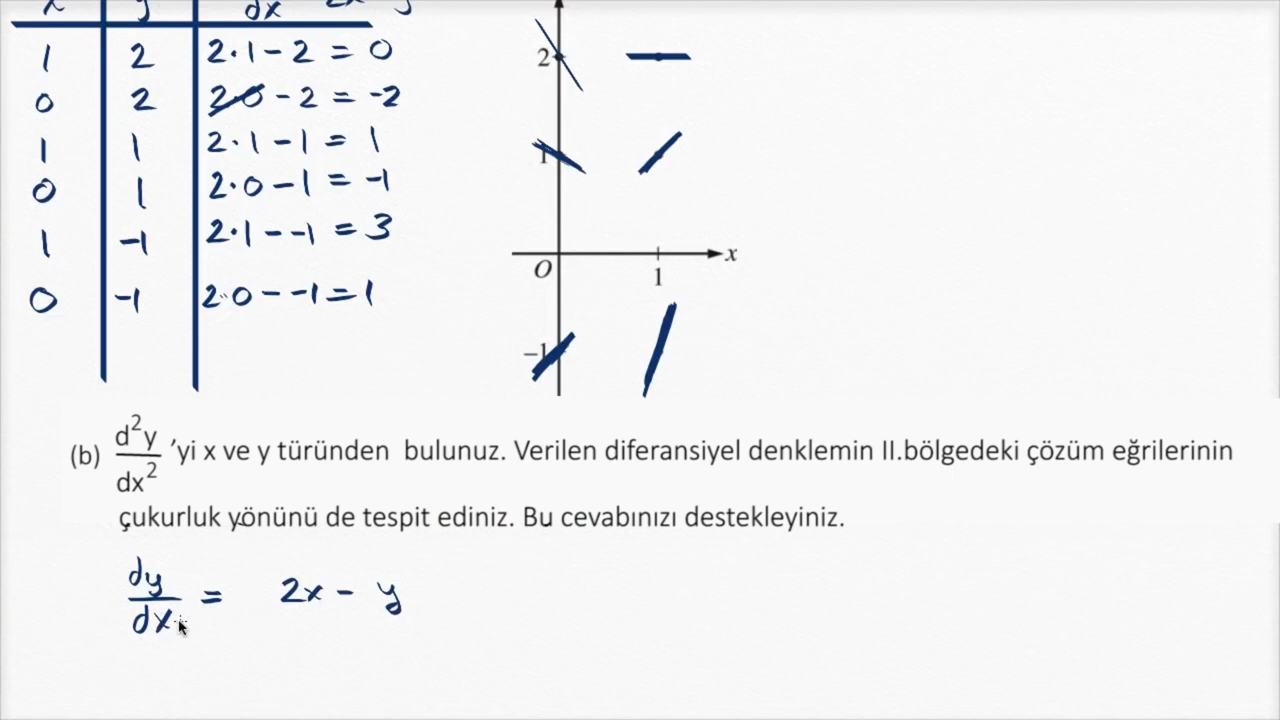 x y dy/dx = 2x - y
1 2 2·1-2 = 0
0 2 2·0-2 = -2
1 1 2·1-1 = 1
0 1 2·0-1 = -1
1 -1 2·1--1 = 3
0 -1 2·0--1 = 1
2
1
O 1 x
-1
(b) d²y/dx² 'yi x ve y türünden bulunuz. Verilen diferansiyel denklemin II.bölgedeki çözüm eğrilerinin
çukurluk yönünü de tespit ediniz. Bu cevabınızı destekleyiniz.
dy/dx = 2x - y